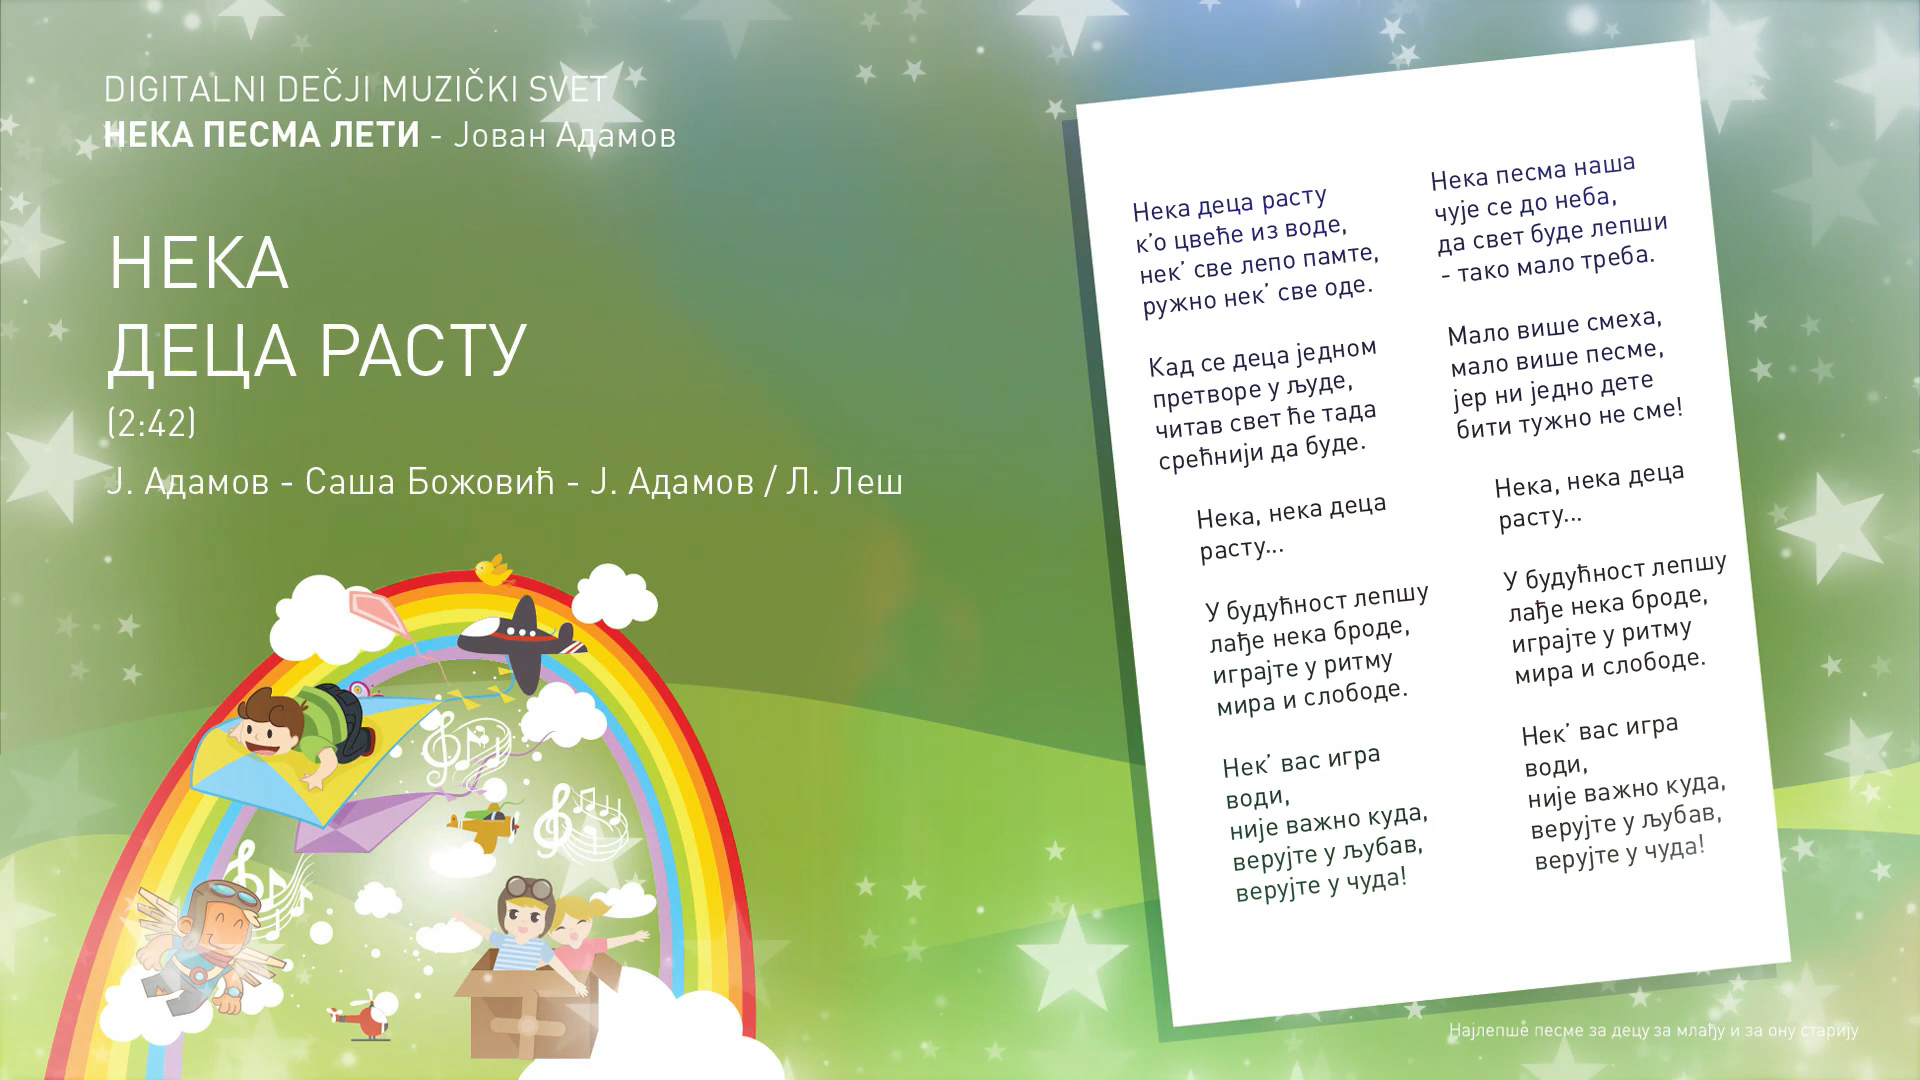 DIGITALNI DEČJI MUZIČKI SVET
НЕКА ПЕСМА ЛЕТИ - Јован Адамов
НЕКА
ДЕЦА РАСТУ
(2:42)
Ј. Адамов - Саша Божовић - Ј. Адамов / Л. Леш
Нека деца расту
к’о цвеће из воде,
нек’ све лепо памте,
ружно нек’ све оде.
Кад се деца једном
претворе у људе,
читав свет ће тада
срећнији да буде.
Нека, нека деца
расту...
У будућност лепшу
лађе нека броде,
играјте у ритму
мира и слободе.
Нек’ вас игра
води,
није важно куда,
верујте у љубав,
верујте у чуда!
Нека песма наша
чује се до неба,
да свет буде лепши
- тако мало треба.
Мало више смеха,
мало више песме,
јер ни једно дете
бити тужно не сме!
Нека, нека деца
расту...
У будућност лепшу
лађе нека броде,
играјте у ритму
мира и слободе.
Нек’ вас игра
води,
није важно куда,
верујте у љубав,
верујте у чуда!
Најлепше песме за децу за млађу и за ону старију